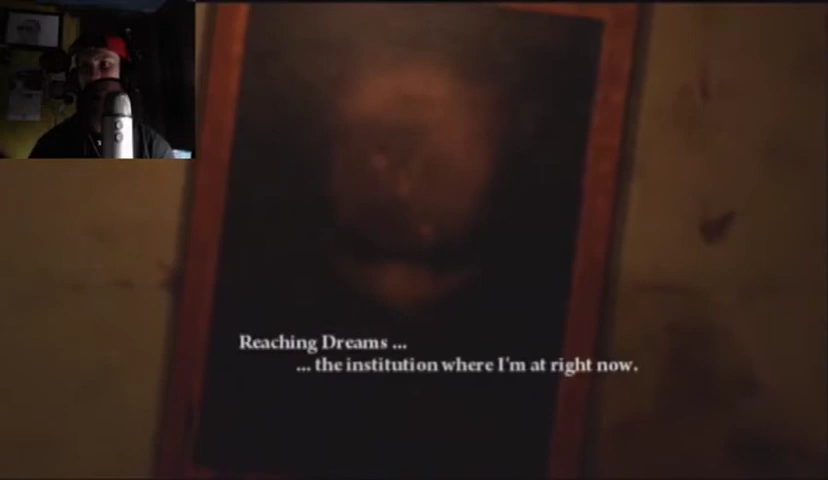 Reaching Dreams ...
... the institution where I'm at right now.